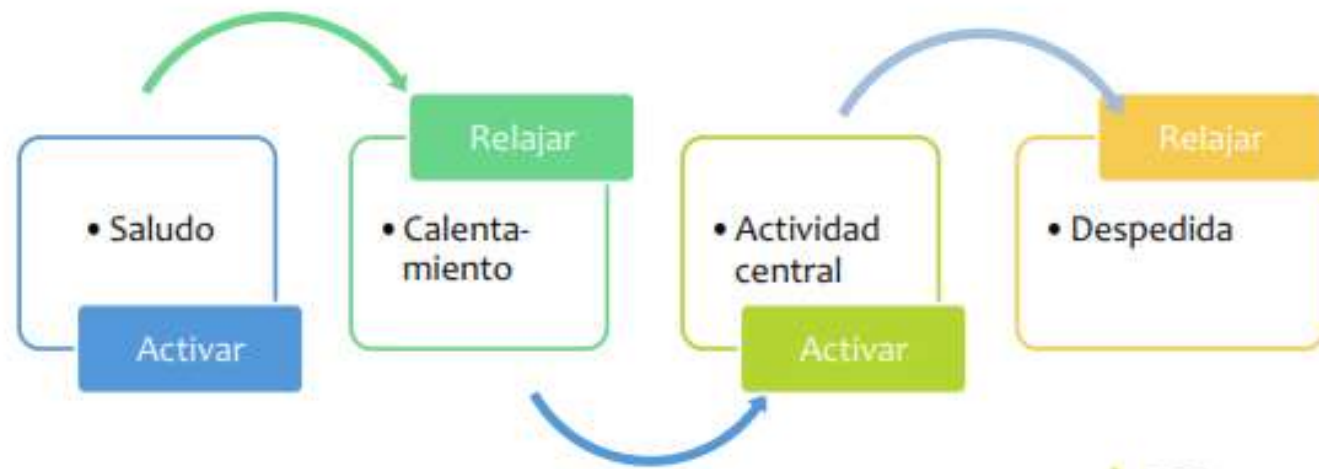 • Saludo
Activar
Relajar
• Calenta-
miento
• Actividad
central
Activar
Relajar
• Despedida